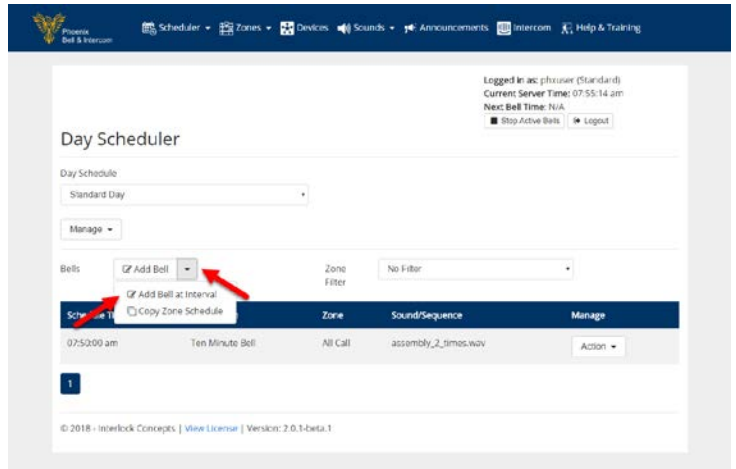 Phoenix
Bell & Intercom
Scheduler Zones Devices Sounds Announcements Intercom Help & Training
Logged in as: phxuser (Standard)
Current Server Time: 07:55:14 am
Next Bell Time: N/A
Stop Active Bells Logout
Day Scheduler
Day Schedule
Standard Day
Manage
Bells Add Bell Zone Filter No Filter
Add Bell at Interval
Copy Zone Schedule
Zone Sound/Sequence Manage
07:50:00 am Ten Minute Bell All Call assembly_2_times.wav Action
1
© 2018 - Interlock Concepts | View License | Version: 2.0.1-beta.1